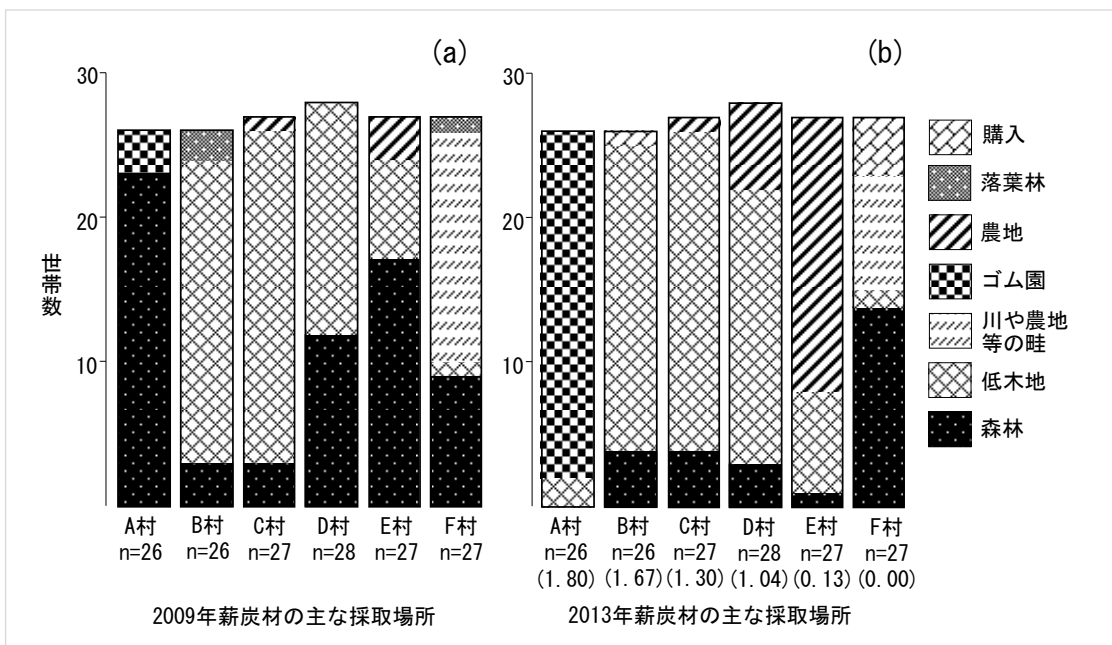 (a)
30
20
10
世帯数
A村
n=26
B村
n=26
C村
n=27
D村
n=28
E村
n=27
F村
n=27
2009年薪炭材の主な採取場所
(b)
30
20
10
A村
n=26
(1.80)
B村
n=26
(1.67)
C村
n=27
(1.30)
D村
n=28
(1.04)
E村
n=27
(0.13)
F村
n=27
(0.00)
2013年薪炭材の主な採取場所
購入
落葉林
農地
ゴム園
川や農地
等の畦
低木地
森林